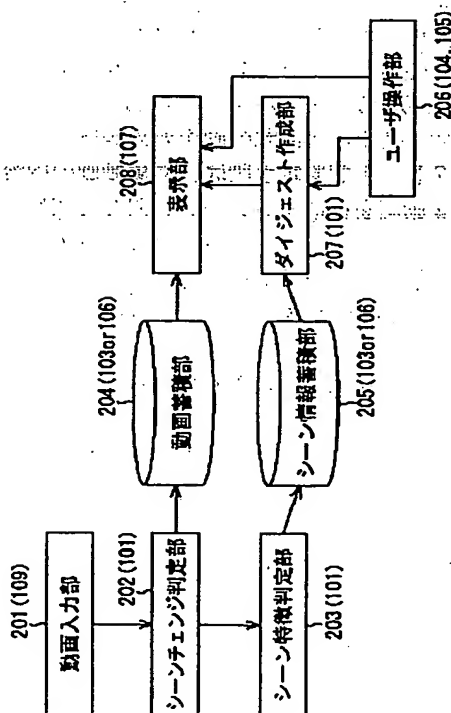 201(109)
動画入力部
202(101)
シーンチェンジ判定部
203(101)
シーン特徴判定部
204(103or106)
動画蓄積部
205(103or106)
シーン情報蓄積部
208(107)
表示部
207(101)
ダイジェスト作成部
206(104,105)
ユーザ操作部